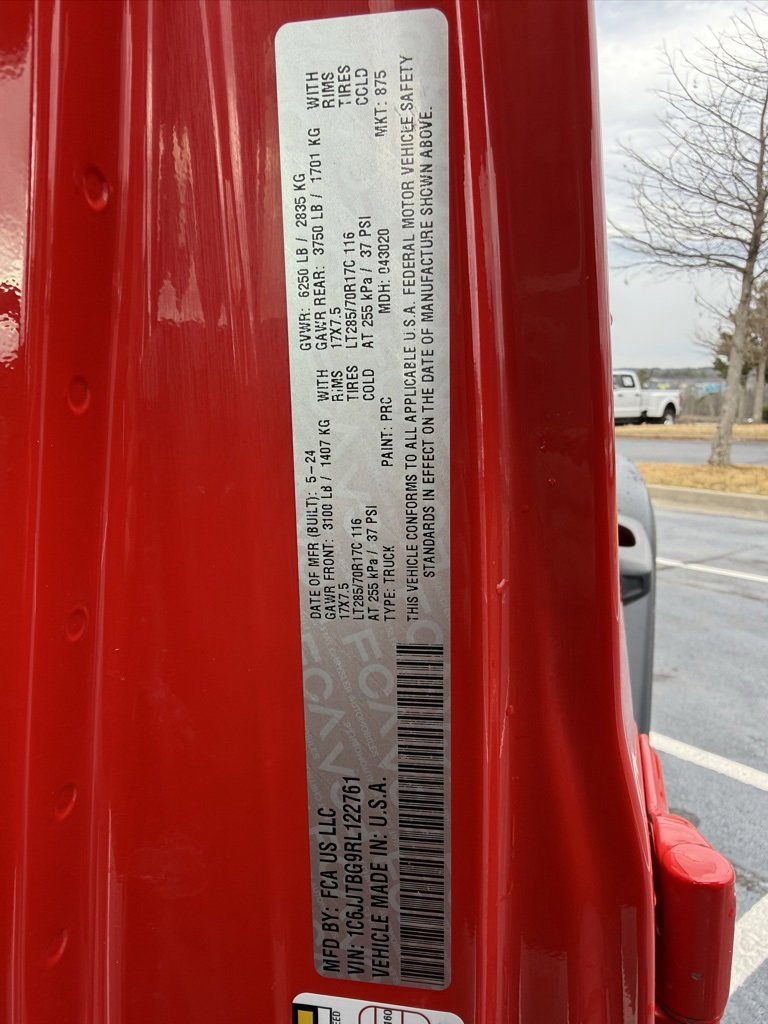 MFD BY: FCA US LLC
VIN: 1C6JJTBG9RL122761
VEHICLE MADE IN: U.S.A.
DATE OF MFR (BUILT): 5-24 GVWR: 6250 LB / 2835 KG
GAWR FRONT: 3100 LB / 1407 KG WITH GAWR REAR: 3750 LB / 1701 KG WITH
17X7.5 RIMS 17X7.5 RIMS
LT285/70R17C 116 TIRES LT285/70R17C 116 TIRES
AT 255 kPa / 37 PSI COLD AT 255 kPa / 37 PSI COLD
TYPE: TRUCK PAINT: PRC MDH: 043020 MKT: 875
THIS VEHICLE CONFORMS TO ALL APPLICABLE U.S.A. FEDERAL MOTOR VEHICLE SAFETY
STANDARDS IN EFFECT ON THE DATE OF MANUFACTURE SHOWN ABOVE.
FCA